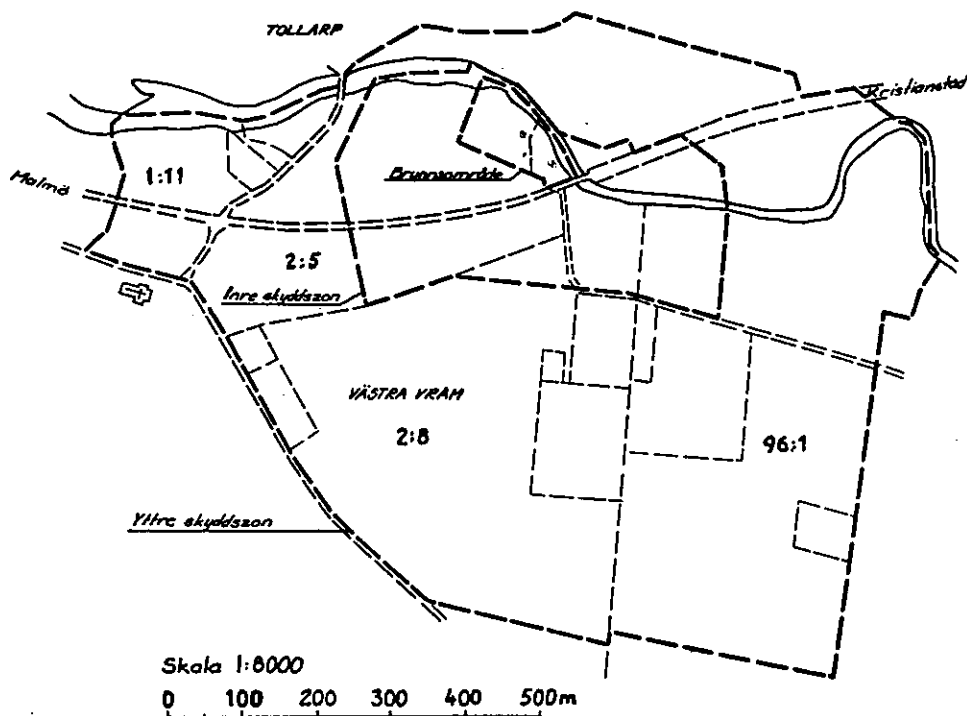 TOLLARP
Kristianstad
1:11
Malmö
Brunnsområde
2:5
Inre skyddszon
VÄSTRA VRAM
2:8
96:1
Yttre skyddszon
Skala 1:8000
0 100 200 300 400 500m